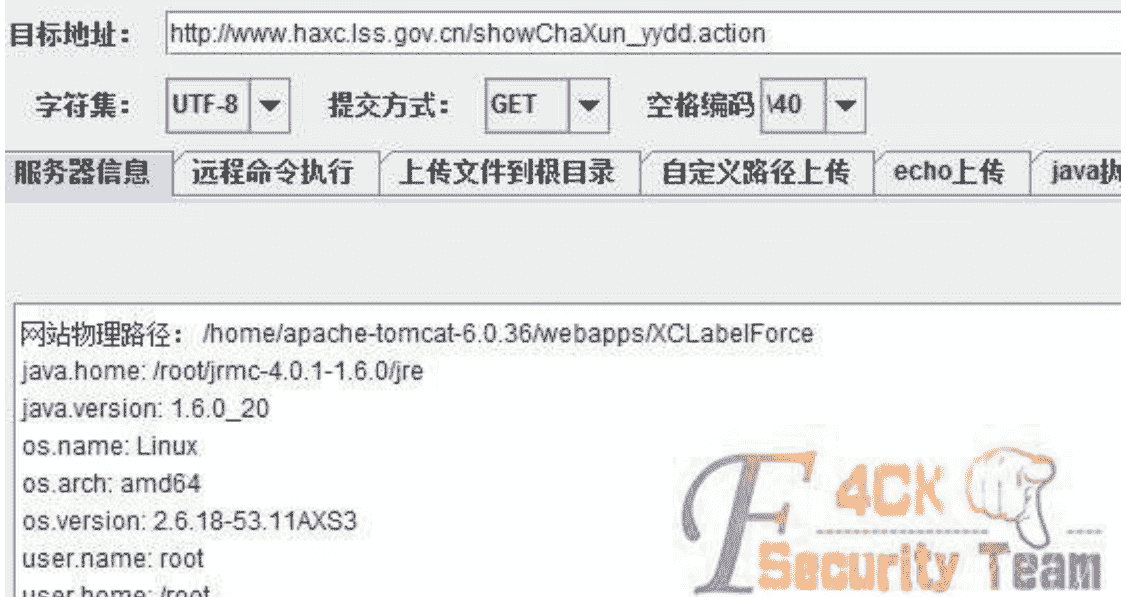 目标地址： http://www.haxc.lss.gov.cn/showChaXun_yydd.action
字符集： UTF-8 提交方式： GET 空格编码 \40
服务器信息 远程命令执行 上传文件到根目录 自定义路径上传 echo上传 java执
网站物理路径： /home/apache-tomcat-6.0.36/webapps/XCLabelForce
java.home: /root/jrmc-4.0.1-1.6.0/jre
java.version: 1.6.0_20
os.name: Linux
os.arch: amd64
os.version: 2.6.18-53.11AXS3
user.name: root
user.home: /root
F4CK
Security Team